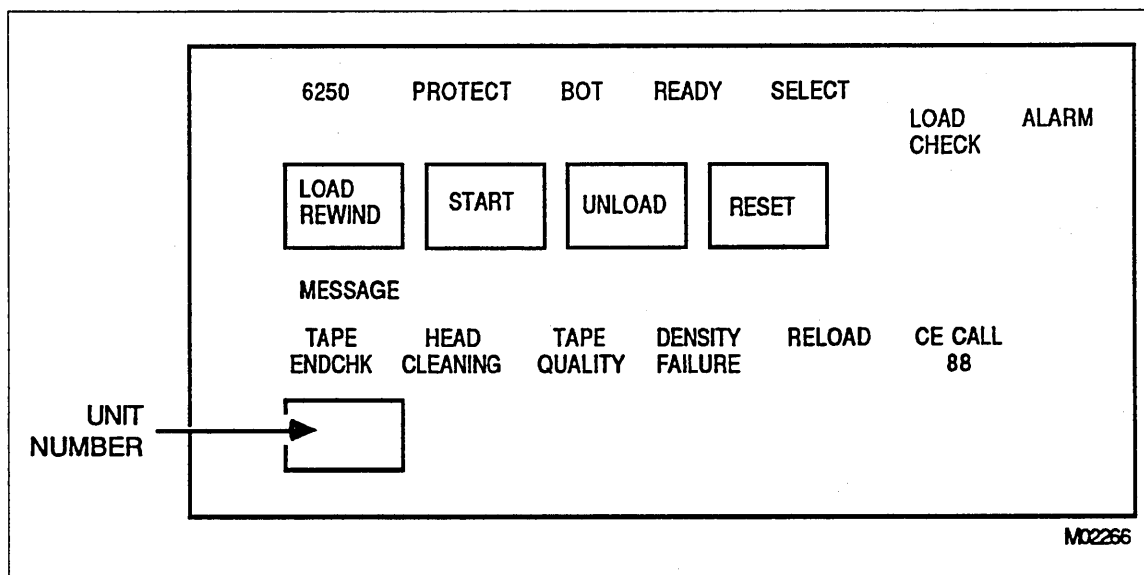 6250 PROTECT BOT READY SELECT
LOAD CHECK ALARM
LOAD REWIND START UNLOAD RESET
MESSAGE
TAPE ENDCHK HEAD CLEANING TAPE QUALITY DENSITY FAILURE RELOAD CE CALL 88
UNIT NUMBER
M02266